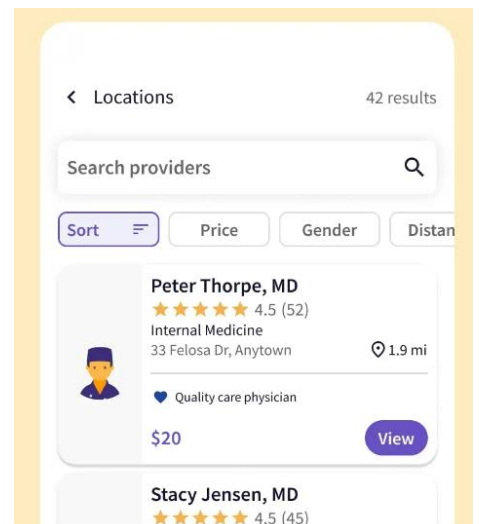 Locations 42 results
Search providers
Sort Price Gender Distan
Peter Thorpe, MD
4.5 (52)
Internal Medicine
33 Felosa Dr, Anytown 1.9 mi
Quality care physician
$20 View
Stacy Jensen, MD
4.5 (45)